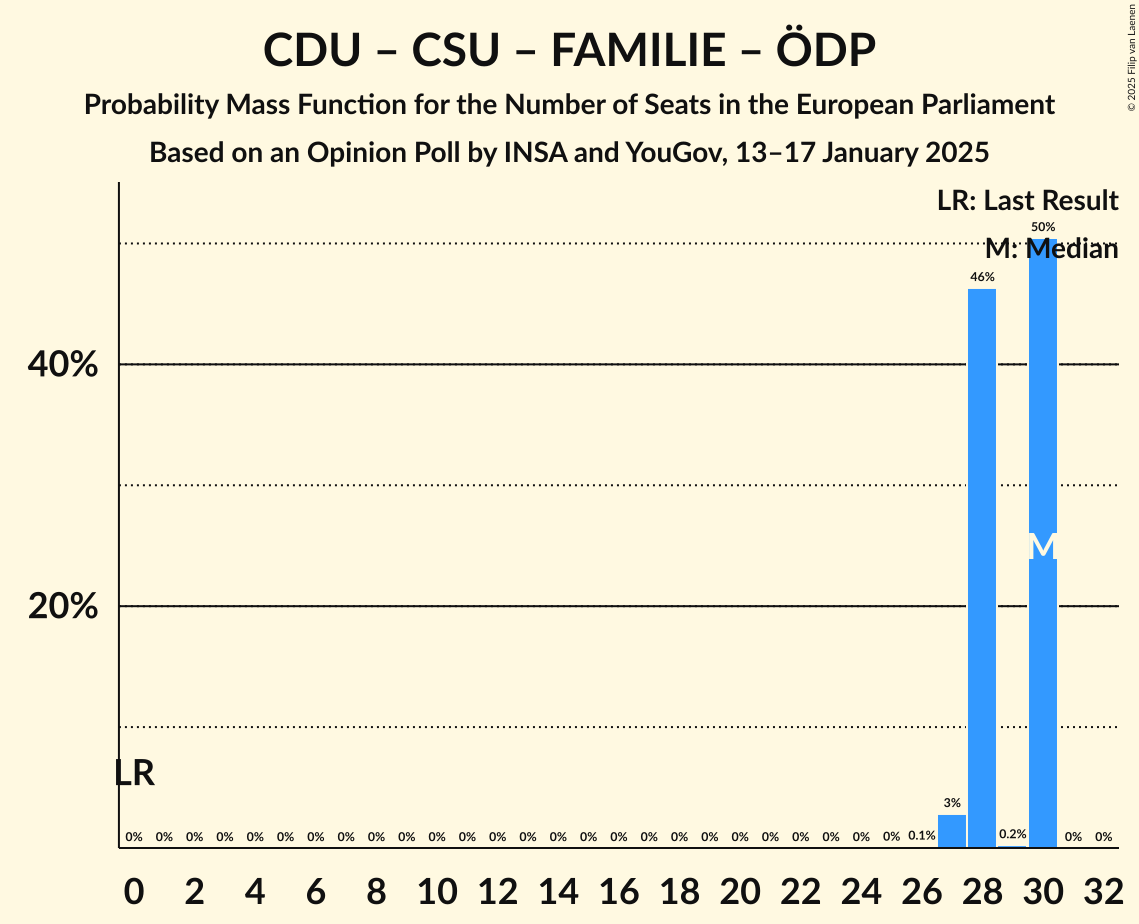 CDU – CSU – FAMILIE – ÖDP
Probability Mass Function for the Number of Seats in the European Parliament
Based on an Opinion Poll by INSA and YouGov, 13–17 January 2025
© 2025 Filip van Laenen
LR: Last Result
M: Median
50%
46%
40%
20%
M
LR
3%
0% 0% 0% 0% 0% 0% 0% 0% 0% 0% 0% 0% 0% 0% 0% 0% 0% 0% 0% 0% 0% 0% 0% 0% 0% 0% 0.1% 0.2% 0% 0%
0 2 4 6 8 10 12 14 16 18 20 22 24 26 28 30 32